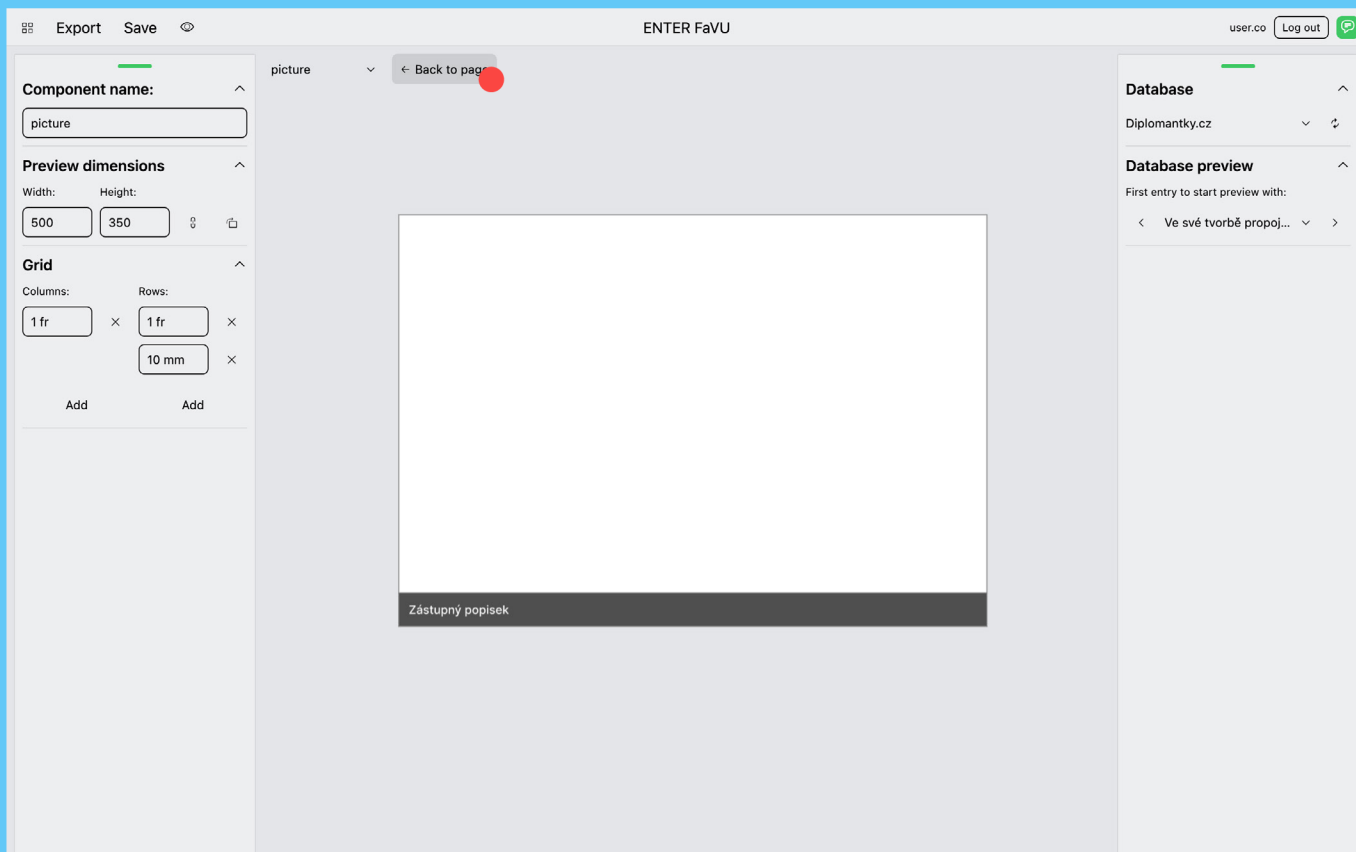 Export Save ENTER FaVU user.co Log out
picture ← Back to page
Component name:
picture
Preview dimensions
Width: Height:
500 350
Grid
Columns: Rows:
1 fr 1 fr
10 mm
Add Add
Zástupný popisek
Database
Diplomantky.cz
Database preview
First entry to start preview with:
Ve své tvorbě propoj...